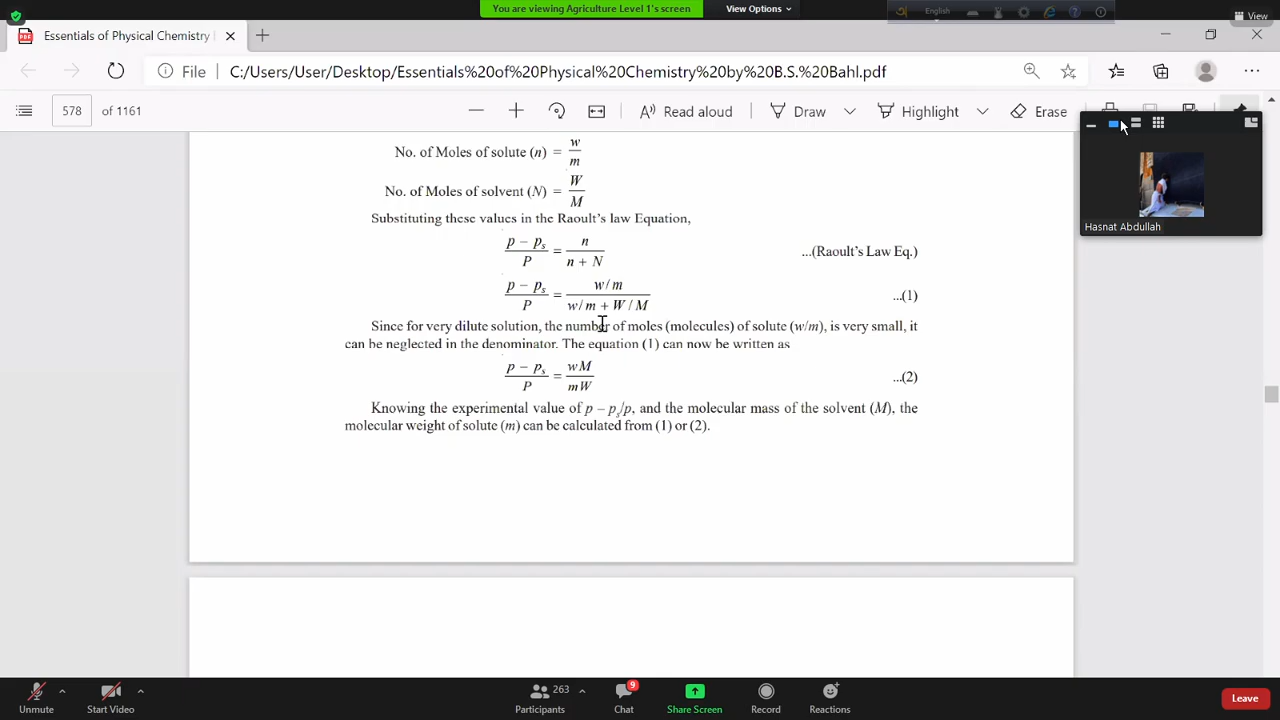 You are viewing Agriculture Level 1's screen
View Options
English
View
Essentials of Physical Chemistry
File
C:/Users/User/Desktop/Essentials%20of%20Physical%20Chemistry%20by%20B.S.%20Bahl.pdf
578 of 1161
Read aloud
Draw
Highlight
Erase
Hasnat Abdullah
No. of Moles of solute (n) = w/m
No. of Moles of solvent (N) = W/M
Substituting these values in the Raoult's law Equation,
(p – pₛ)/P = n/(n + N) ...(Raoult's Law Eq.)
(p – pₛ)/P = (w/m)/(w/m + W/M) ...(1)
Since for very dilute solution, the number of moles (molecules) of solute (w/m), is very small, it
can be neglected in the denominator. The equation (1) can now be written as
(p – pₛ)/P = wM/mW ...(2)
Knowing the experimental value of p – pₛ/p, and the molecular mass of the solvent (M), the
molecular weight of solute (m) can be calculated from (1) or (2).
Unmute
Start Video
263
Participants
9
Chat
Share Screen
Record
Reactions
Leave